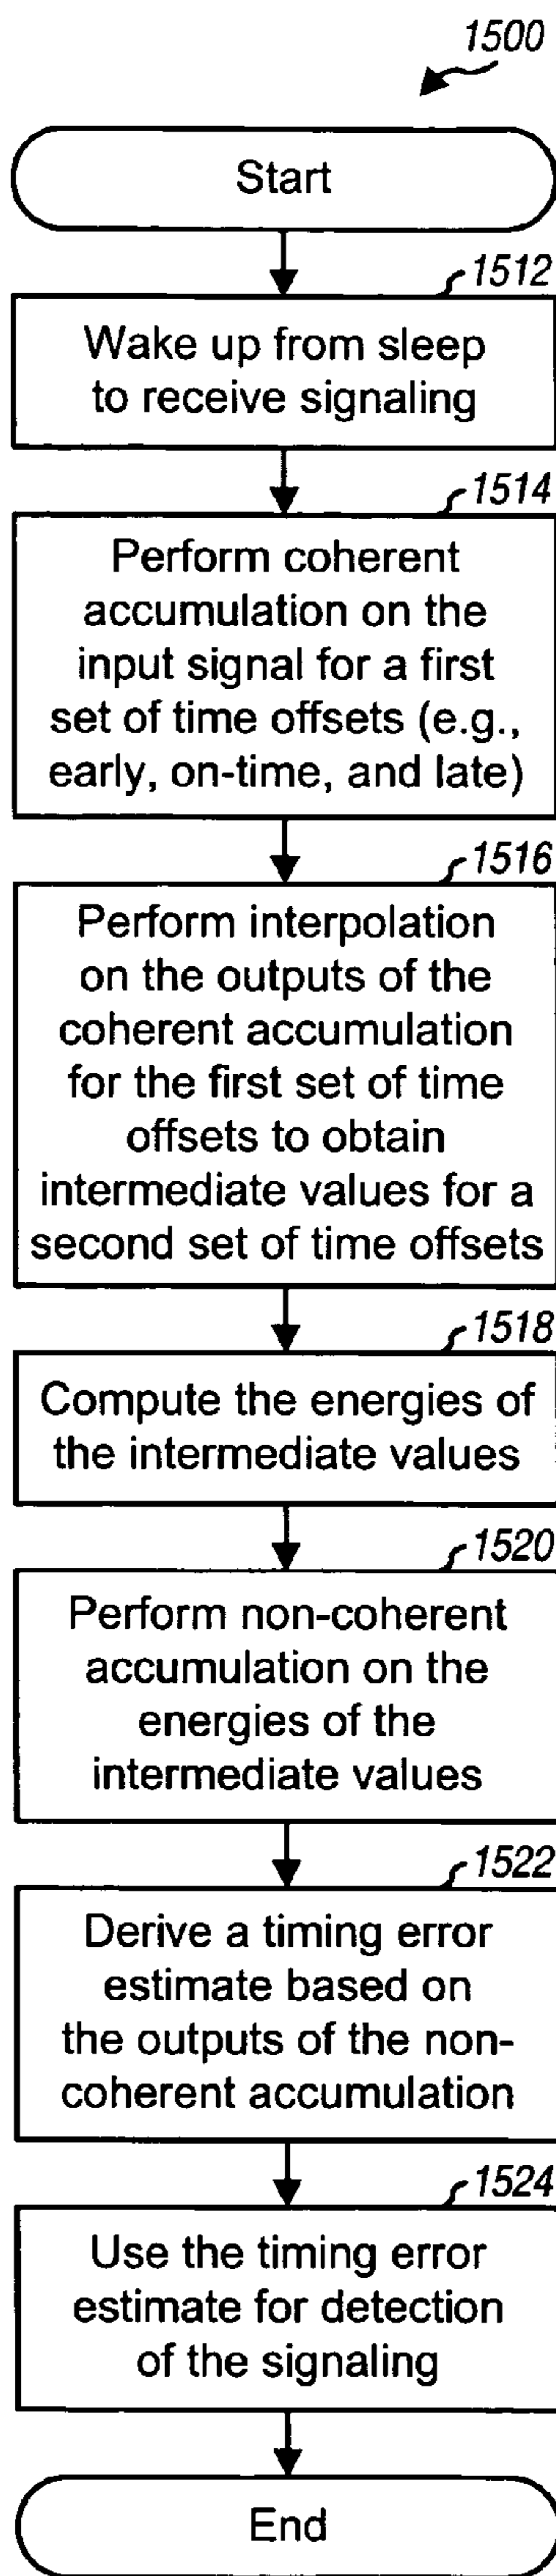 1500
Start
1512
Wake up from sleep
to receive signaling
1514
Perform coherent
accumulation on the
input signal for a first
set of time offsets (e.g.,
early, on-time, and late)
1516
Perform interpolation
on the outputs of the
coherent accumulation
for the first set of time
offsets to obtain
intermediate values for a
second set of time offsets
1518
Compute the energies of
the intermediate values
1520
Perform non-coherent
accumulation on the
energies of the
intermediate values
1522
Derive a timing error
estimate based on
the outputs of the non-
coherent accumulation
1524
Use the timing error
estimate for detection
of the signaling
End